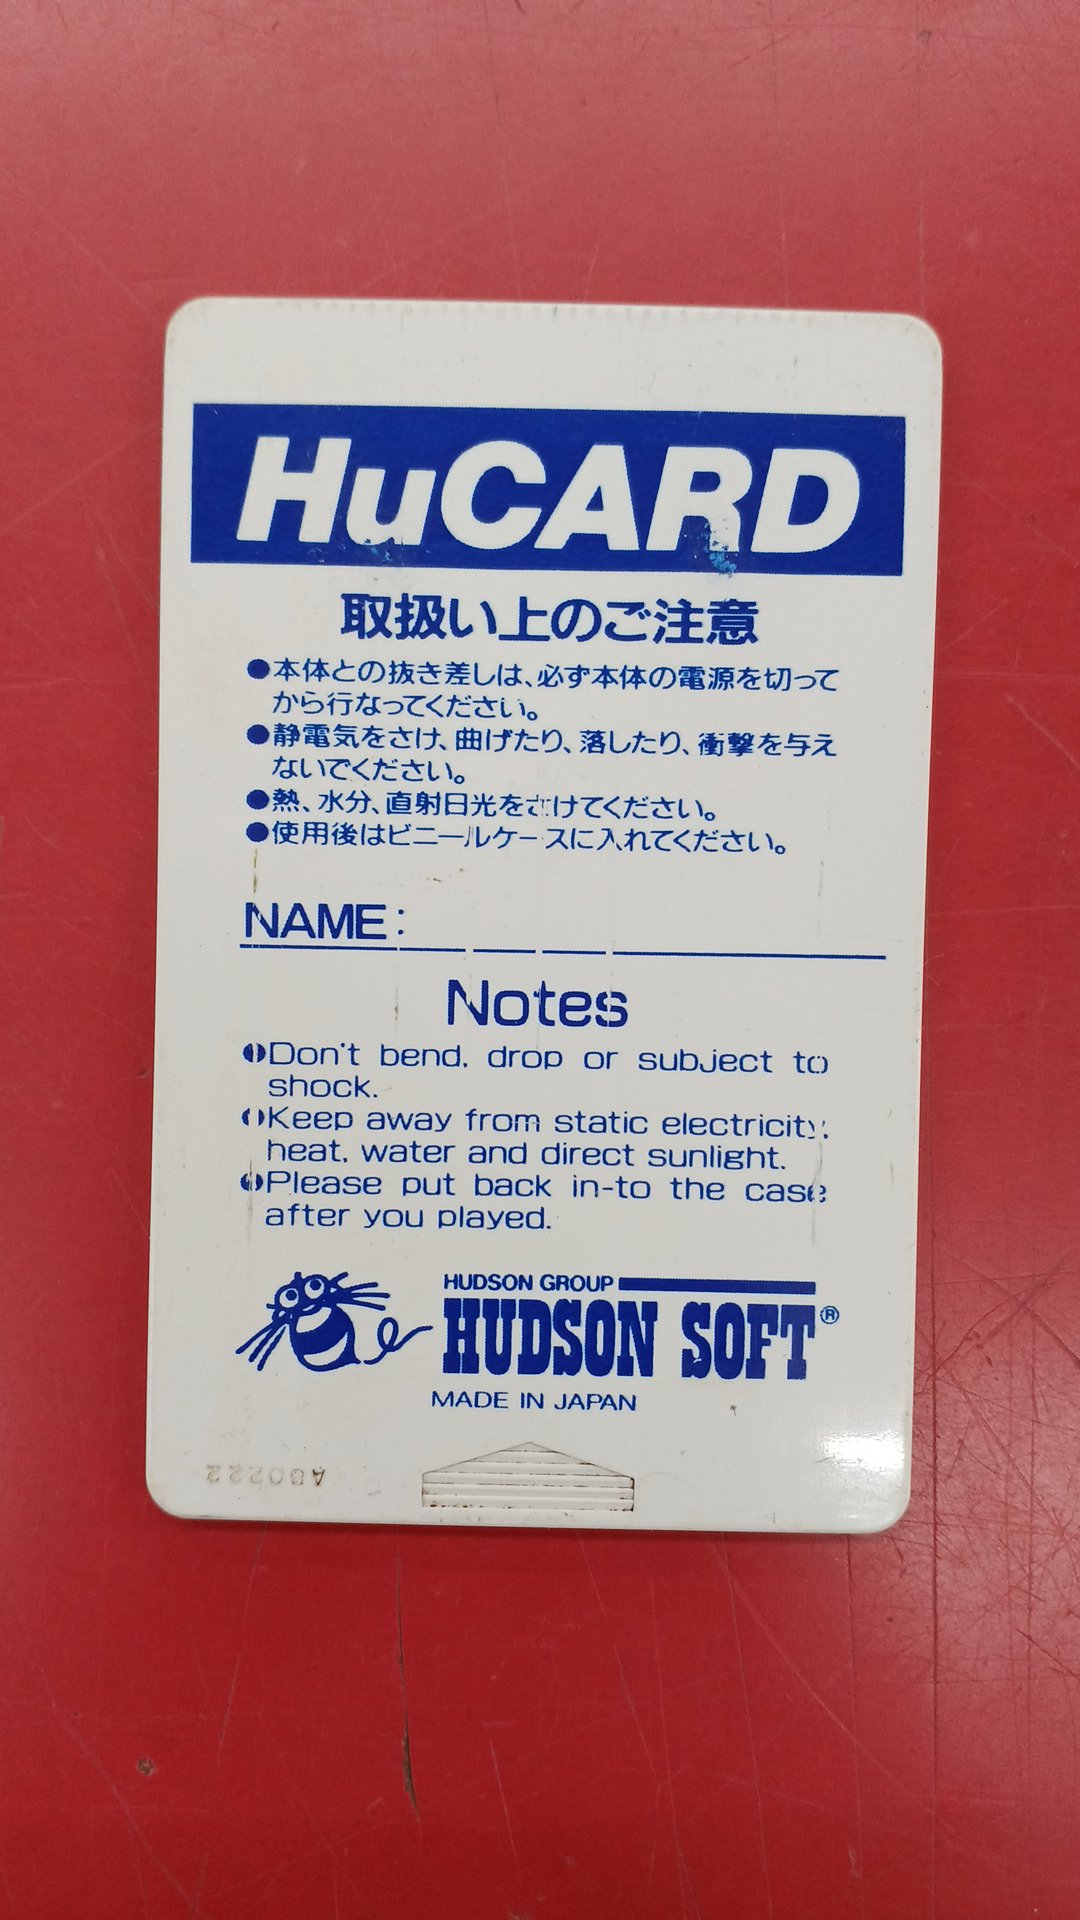 HuCARD
取扱い上のご注意
●本体との抜き差しは、必ず本体の電源を切って
から行なってください。
●静電気をさけ、曲げたり、落したり、衝撃を与え
ないでください。
●熱、水分、直射日光をさけてください。
●使用後はビニールケースに入れてください。
NAME:
Notes
●Don't bend, drop or subject to
shock.
●Keep away from static electricity,
heat, water and direct sunlight.
●Please put back in-to the case
after you played.
HUDSON GROUP
HUDSON SOFT®
MADE IN JAPAN